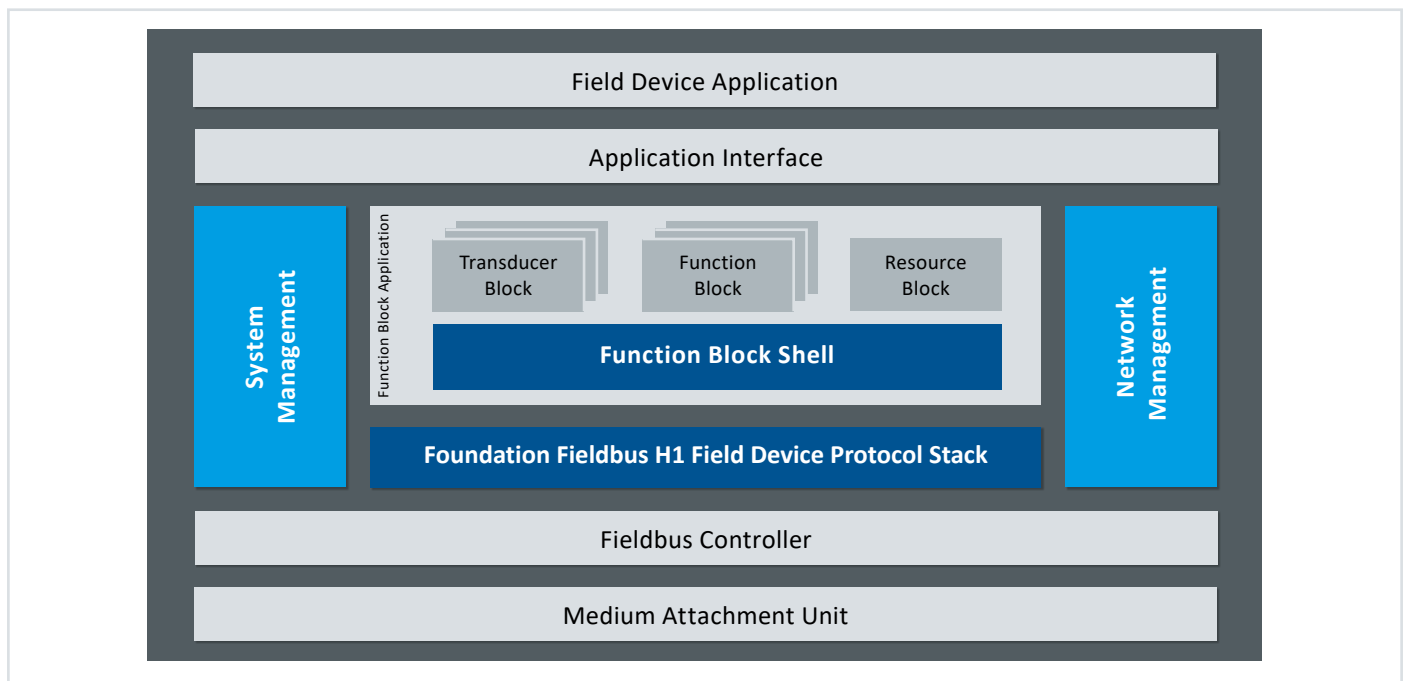 Field Device Application
Application Interface
System
Management
Function Block Application
Transducer
Block
Function
Block
Resource
Block
Function Block Shell
Network
Management
Foundation Fieldbus H1 Field Device Protocol Stack
Fieldbus Controller
Medium Attachment Unit